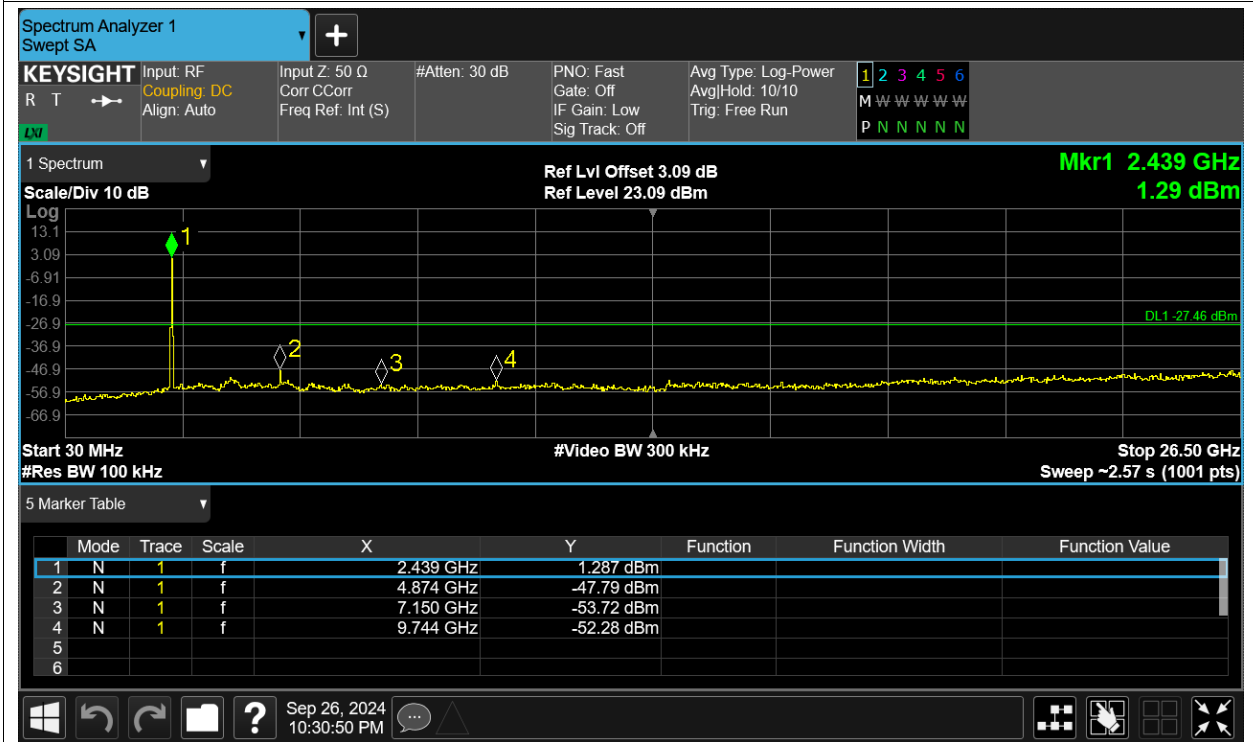 Spectrum Analyzer 1
Swept SA
+
KEYSIGHT Input: RF Input Z: 50 Ω #Atten: 30 dB PNO: Fast Avg Type: Log-Power 1 2 3 4 5 6
R T Coupling: DC Corr CCorr Gate: Off Avg|Hold: 10/10 M W W W W W
Align: Auto Freq Ref: Int (S) IF Gain: Low Trig: Free Run
LXI Sig Track: Off P N N N N N
1 Spectrum Ref Lvl Offset 3.09 dB Mkr1 2.439 GHz
Scale/Div 10 dB Ref Level 23.09 dBm 1.29 dBm
Log
13.1 1
3.09
-6.91
-16.9
-26.9 DL1 -27.46 dBm
-36.9 2
-46.9 3 4
-56.9
-66.9
Start 30 MHz #Video BW 300 kHz Stop 26.50 GHz
#Res BW 100 kHz Sweep ~2.57 s (1001 pts)
5 Marker Table
Mode Trace Scale X Y Function Function Width Function Value
1 N 1 f 2.439 GHz 1.287 dBm
2 N 1 f 4.874 GHz -47.79 dBm
3 N 1 f 7.150 GHz -53.72 dBm
4 N 1 f 9.744 GHz -52.28 dBm
5
6
? Sep 26, 2024
10:30:50 PM